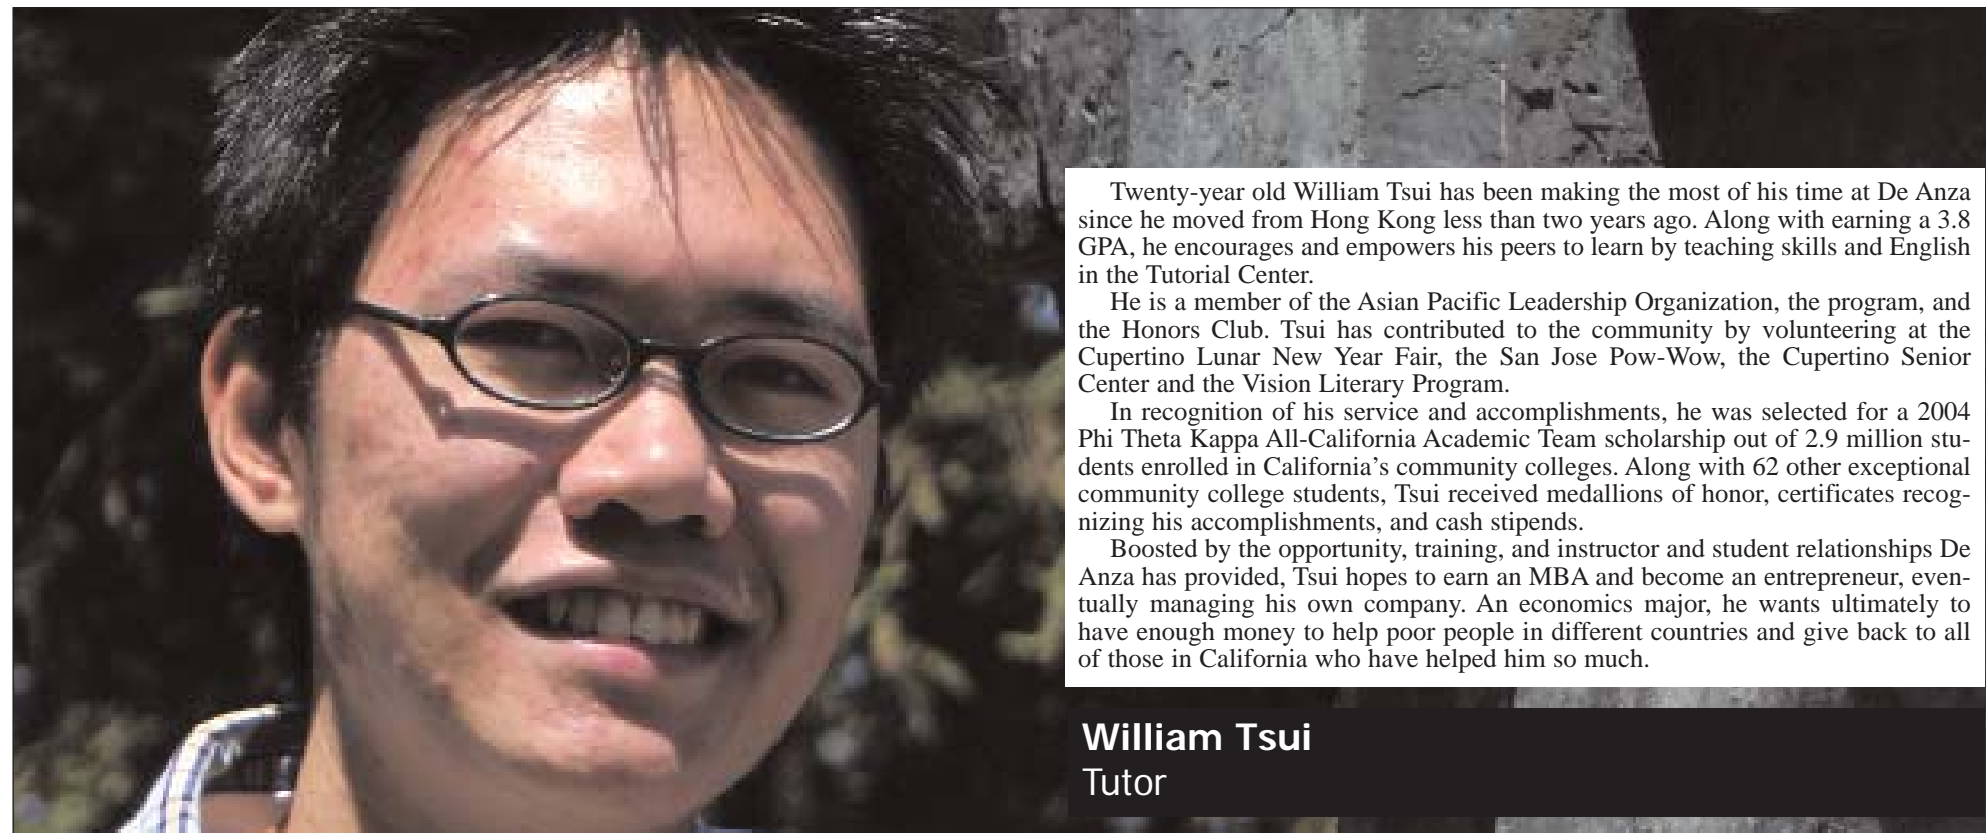 Twenty-year old William Tsui has been making the most of his time at De Anza
since he moved from Hong Kong less than two years ago. Along with earning a 3.8
GPA, he encourages and empowers his peers to learn by teaching skills and English
in the Tutorial Center.
He is a member of the Asian Pacific Leadership Organization, the program, and
the Honors Club. Tsui has contributed to the community by volunteering at the
Cupertino Lunar New Year Fair, the San Jose Pow-Wow, the Cupertino Senior
Center and the Vision Literary Program.
In recognition of his service and accomplishments, he was selected for a 2004
Phi Theta Kappa All-California Academic Team scholarship out of 2.9 million stu-
dents enrolled in California's community colleges. Along with 62 other exceptional
community college students, Tsui received medallions of honor, certificates recog-
nizing his accomplishments, and cash stipends.
Boosted by the opportunity, training, and instructor and student relationships De
Anza has provided, Tsui hopes to earn an MBA and become an entrepreneur, even-
tually managing his own company. An economics major, he wants ultimately to
have enough money to help poor people in different countries and give back to all
of those in California who have helped him so much.
William Tsui
Tutor